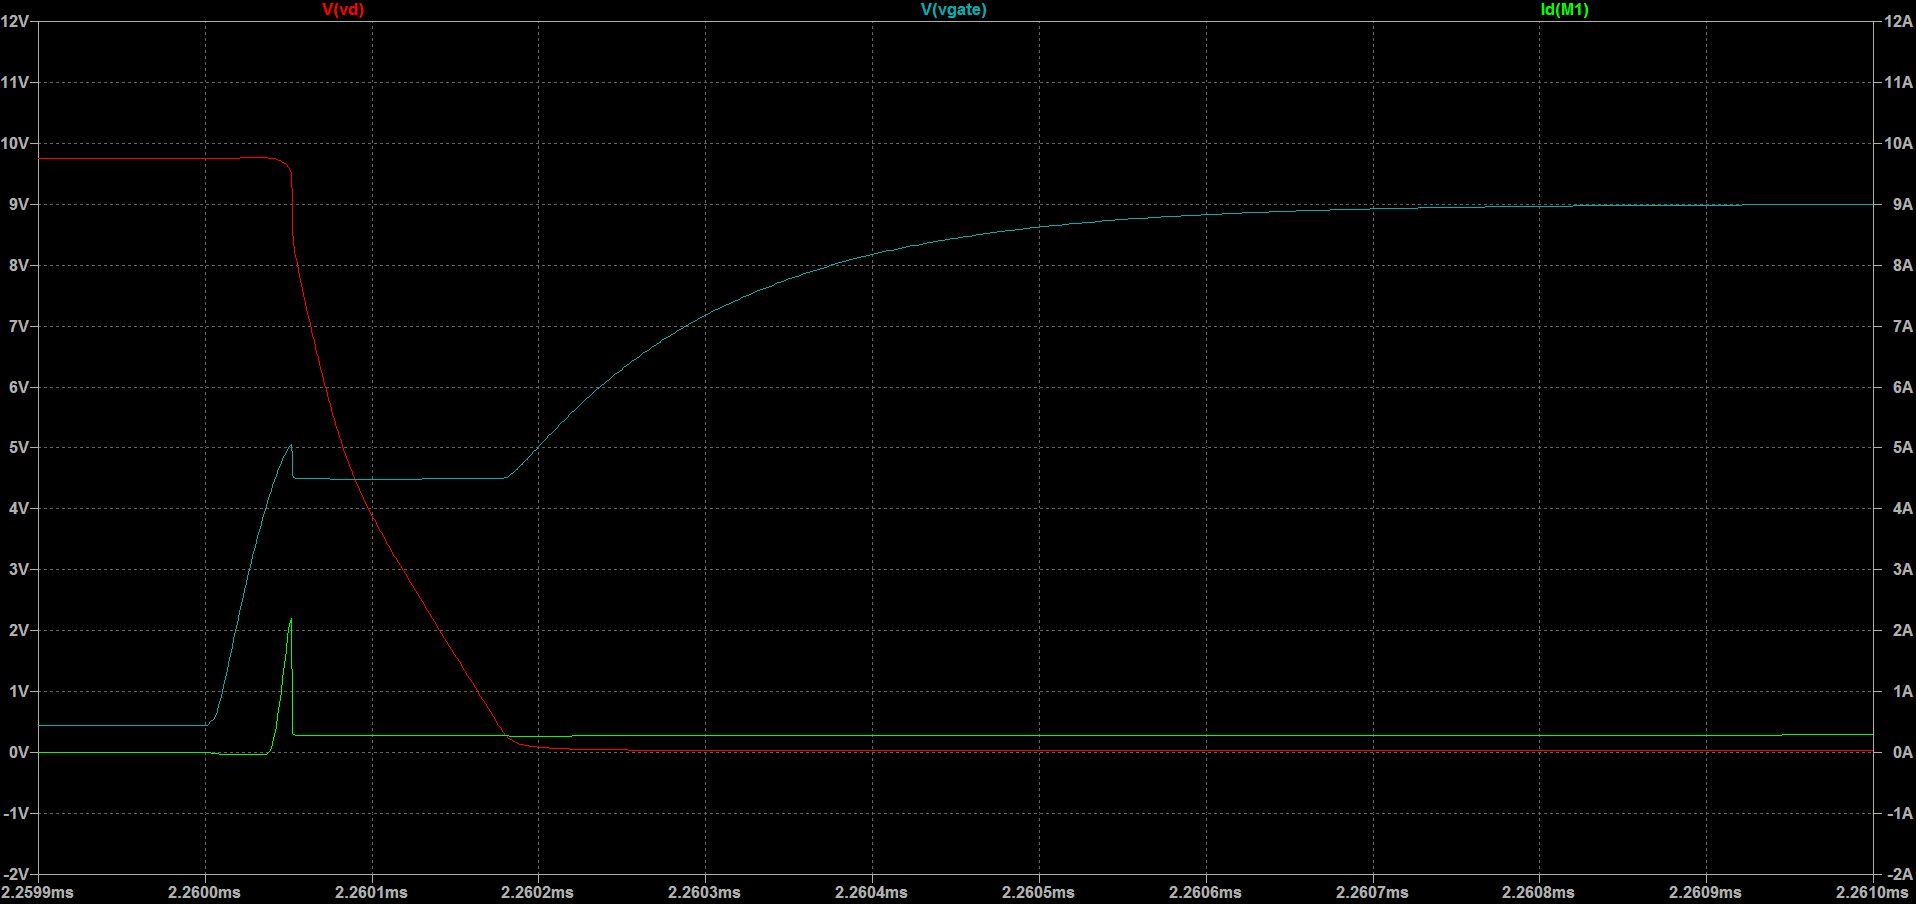 V(vd) V(vgate) Id(M1)
12V 12A
11V 11A
10V 10A
9V 9A
8V 8A
7V 7A
6V 6A
5V 5A
4V 4A
3V 3A
2V 2A
1V 1A
0V 0A
-1V -1A
-2V -2A
2.2599ms 2.2600ms 2.2601ms 2.2602ms 2.2603ms 2.2604ms 2.2605ms 2.2606ms 2.2607ms 2.2608ms 2.2609ms 2.2610ms